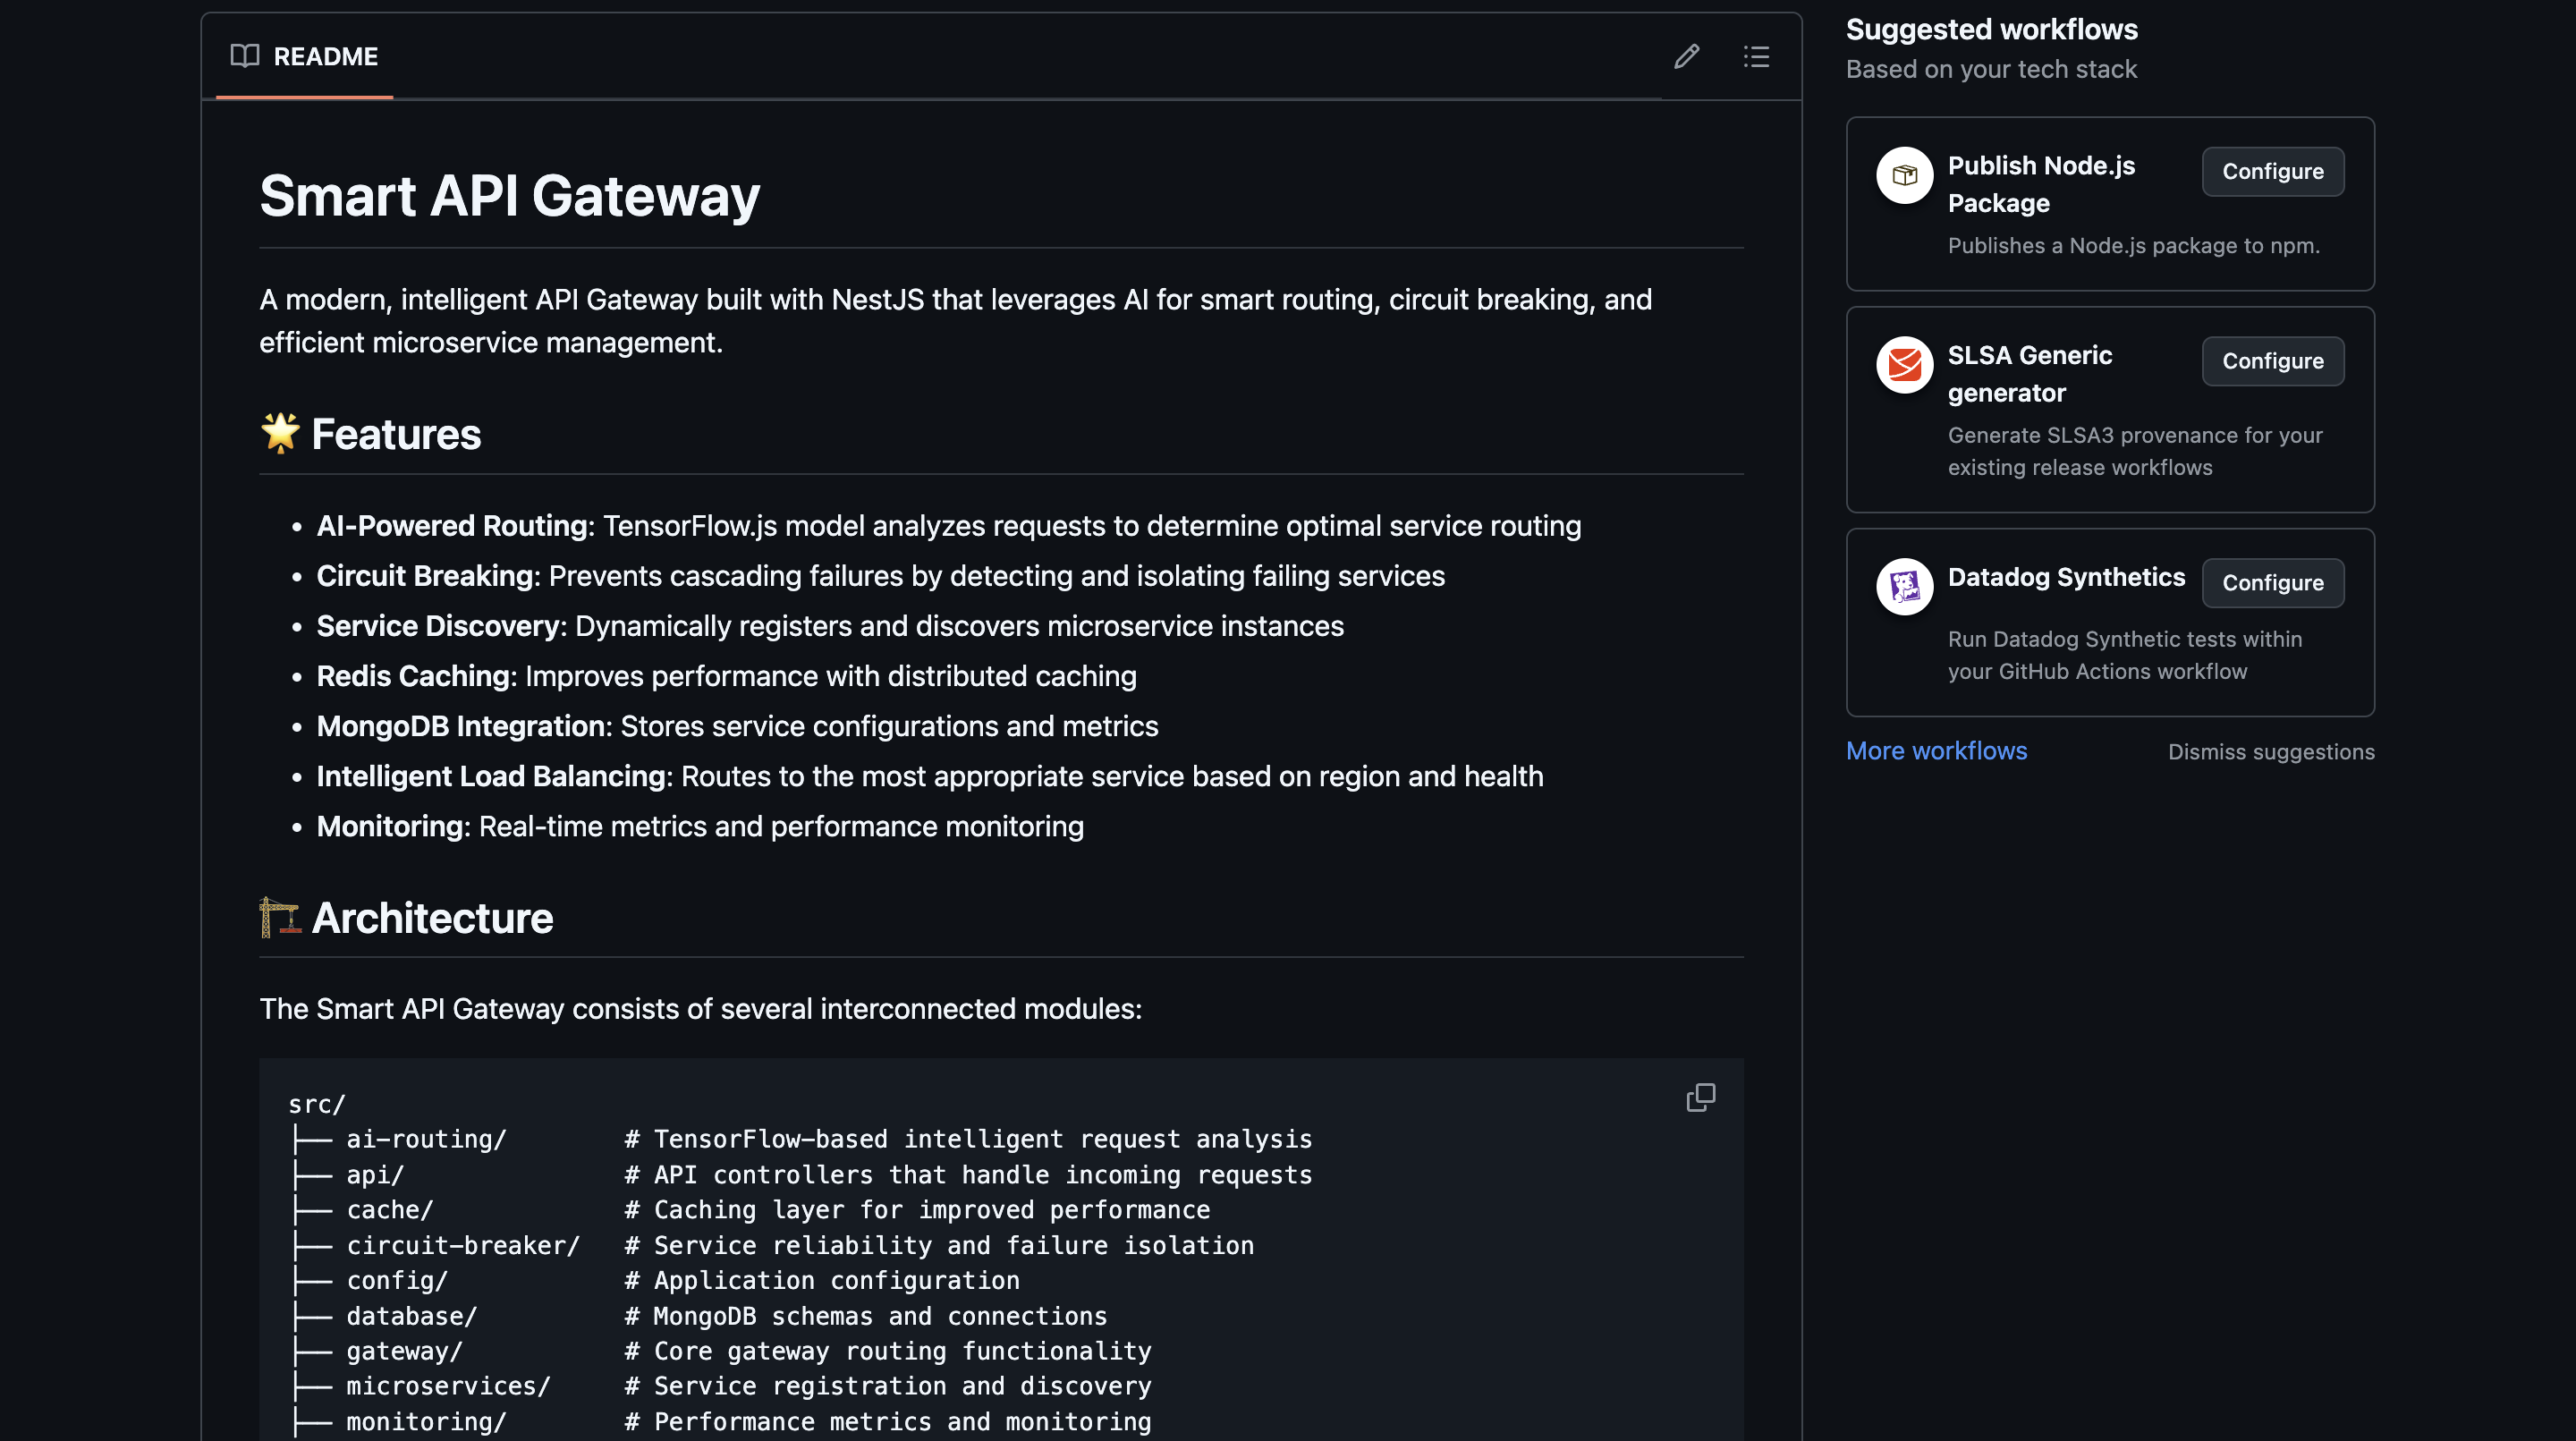 README
Smart API Gateway
A modern, intelligent API Gateway built with NestJS that leverages AI for smart routing, circuit breaking, and
efficient microservice management.
🌟 Features
• AI-Powered Routing: TensorFlow.js model analyzes requests to determine optimal service routing
• Circuit Breaking: Prevents cascading failures by detecting and isolating failing services
• Service Discovery: Dynamically registers and discovers microservice instances
• Redis Caching: Improves performance with distributed caching
• MongoDB Integration: Stores service configurations and metrics
• Intelligent Load Balancing: Routes to the most appropriate service based on region and health
• Monitoring: Real-time metrics and performance monitoring
🏗️ Architecture
The Smart API Gateway consists of several interconnected modules:
src/
├── ai-routing/        # TensorFlow-based intelligent request analysis
├── api/               # API controllers that handle incoming requests
├── cache/             # Caching layer for improved performance
├── circuit-breaker/   # Service reliability and failure isolation
├── config/            # Application configuration
├── database/          # MongoDB schemas and connections
├── gateway/           # Core gateway routing functionality
├── microservices/     # Service registration and discovery
├── monitoring/        # Performance metrics and monitoring
Suggested workflows
Based on your tech stack
Publish Node.js
Package
Configure
Publishes a Node.js package to npm.
SLSA Generic
generator
Configure
Generate SLSA3 provenance for your
existing release workflows
Datadog Synthetics
Configure
Run Datadog Synthetic tests within
your GitHub Actions workflow
More workflows
Dismiss suggestions